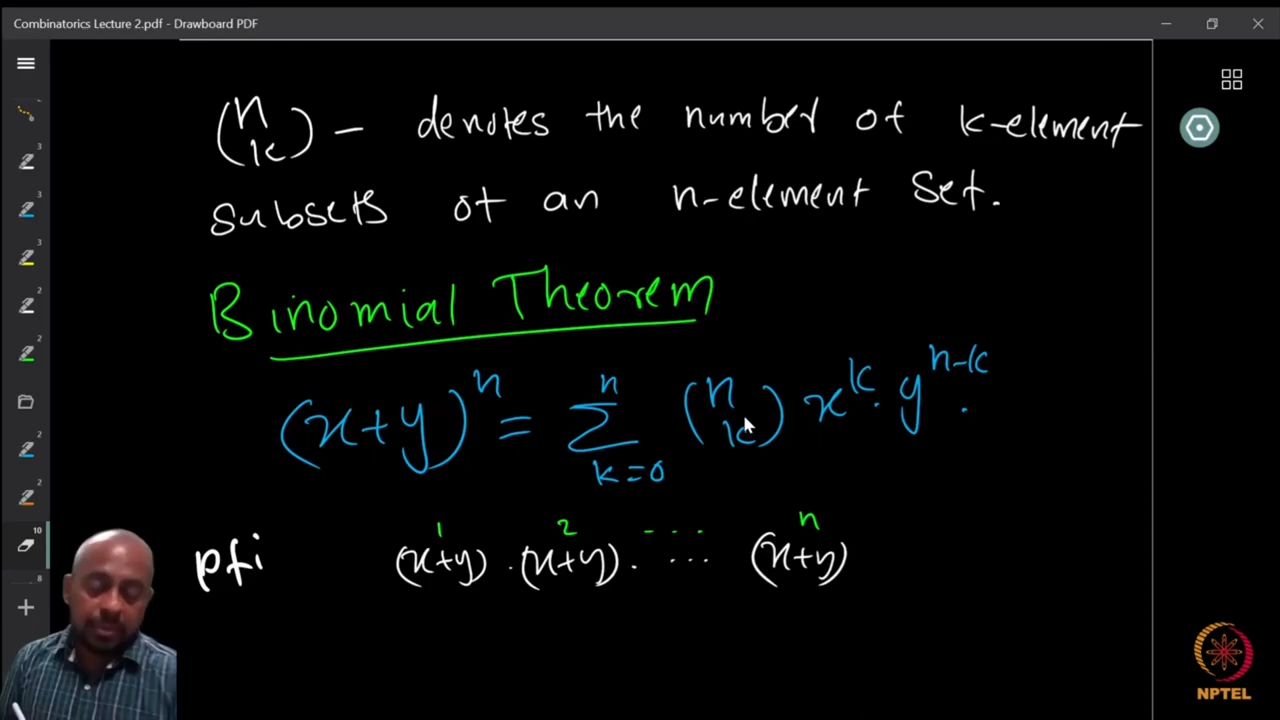 Combinatorics Lecture 2.pdf - Drawboard PDF
(n k) - denotes the number of k-element
subsets of an n-element set.
Binomial Theorem
(x+y)^n = ∑_{k=0}^{n} (n k) x^k . y^{n-k} .
1 2 - - - - n
pf: (x+y) . (x+y) . ... (x+y)
NPTEL